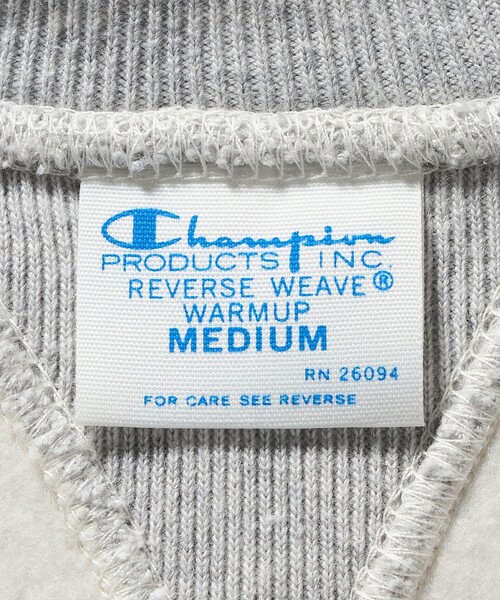 Champion
PRODUCTS INC.
REVERSE WEAVE®
WARMUP
MEDIUM
RN 26094
FOR CARE SEE REVERSE